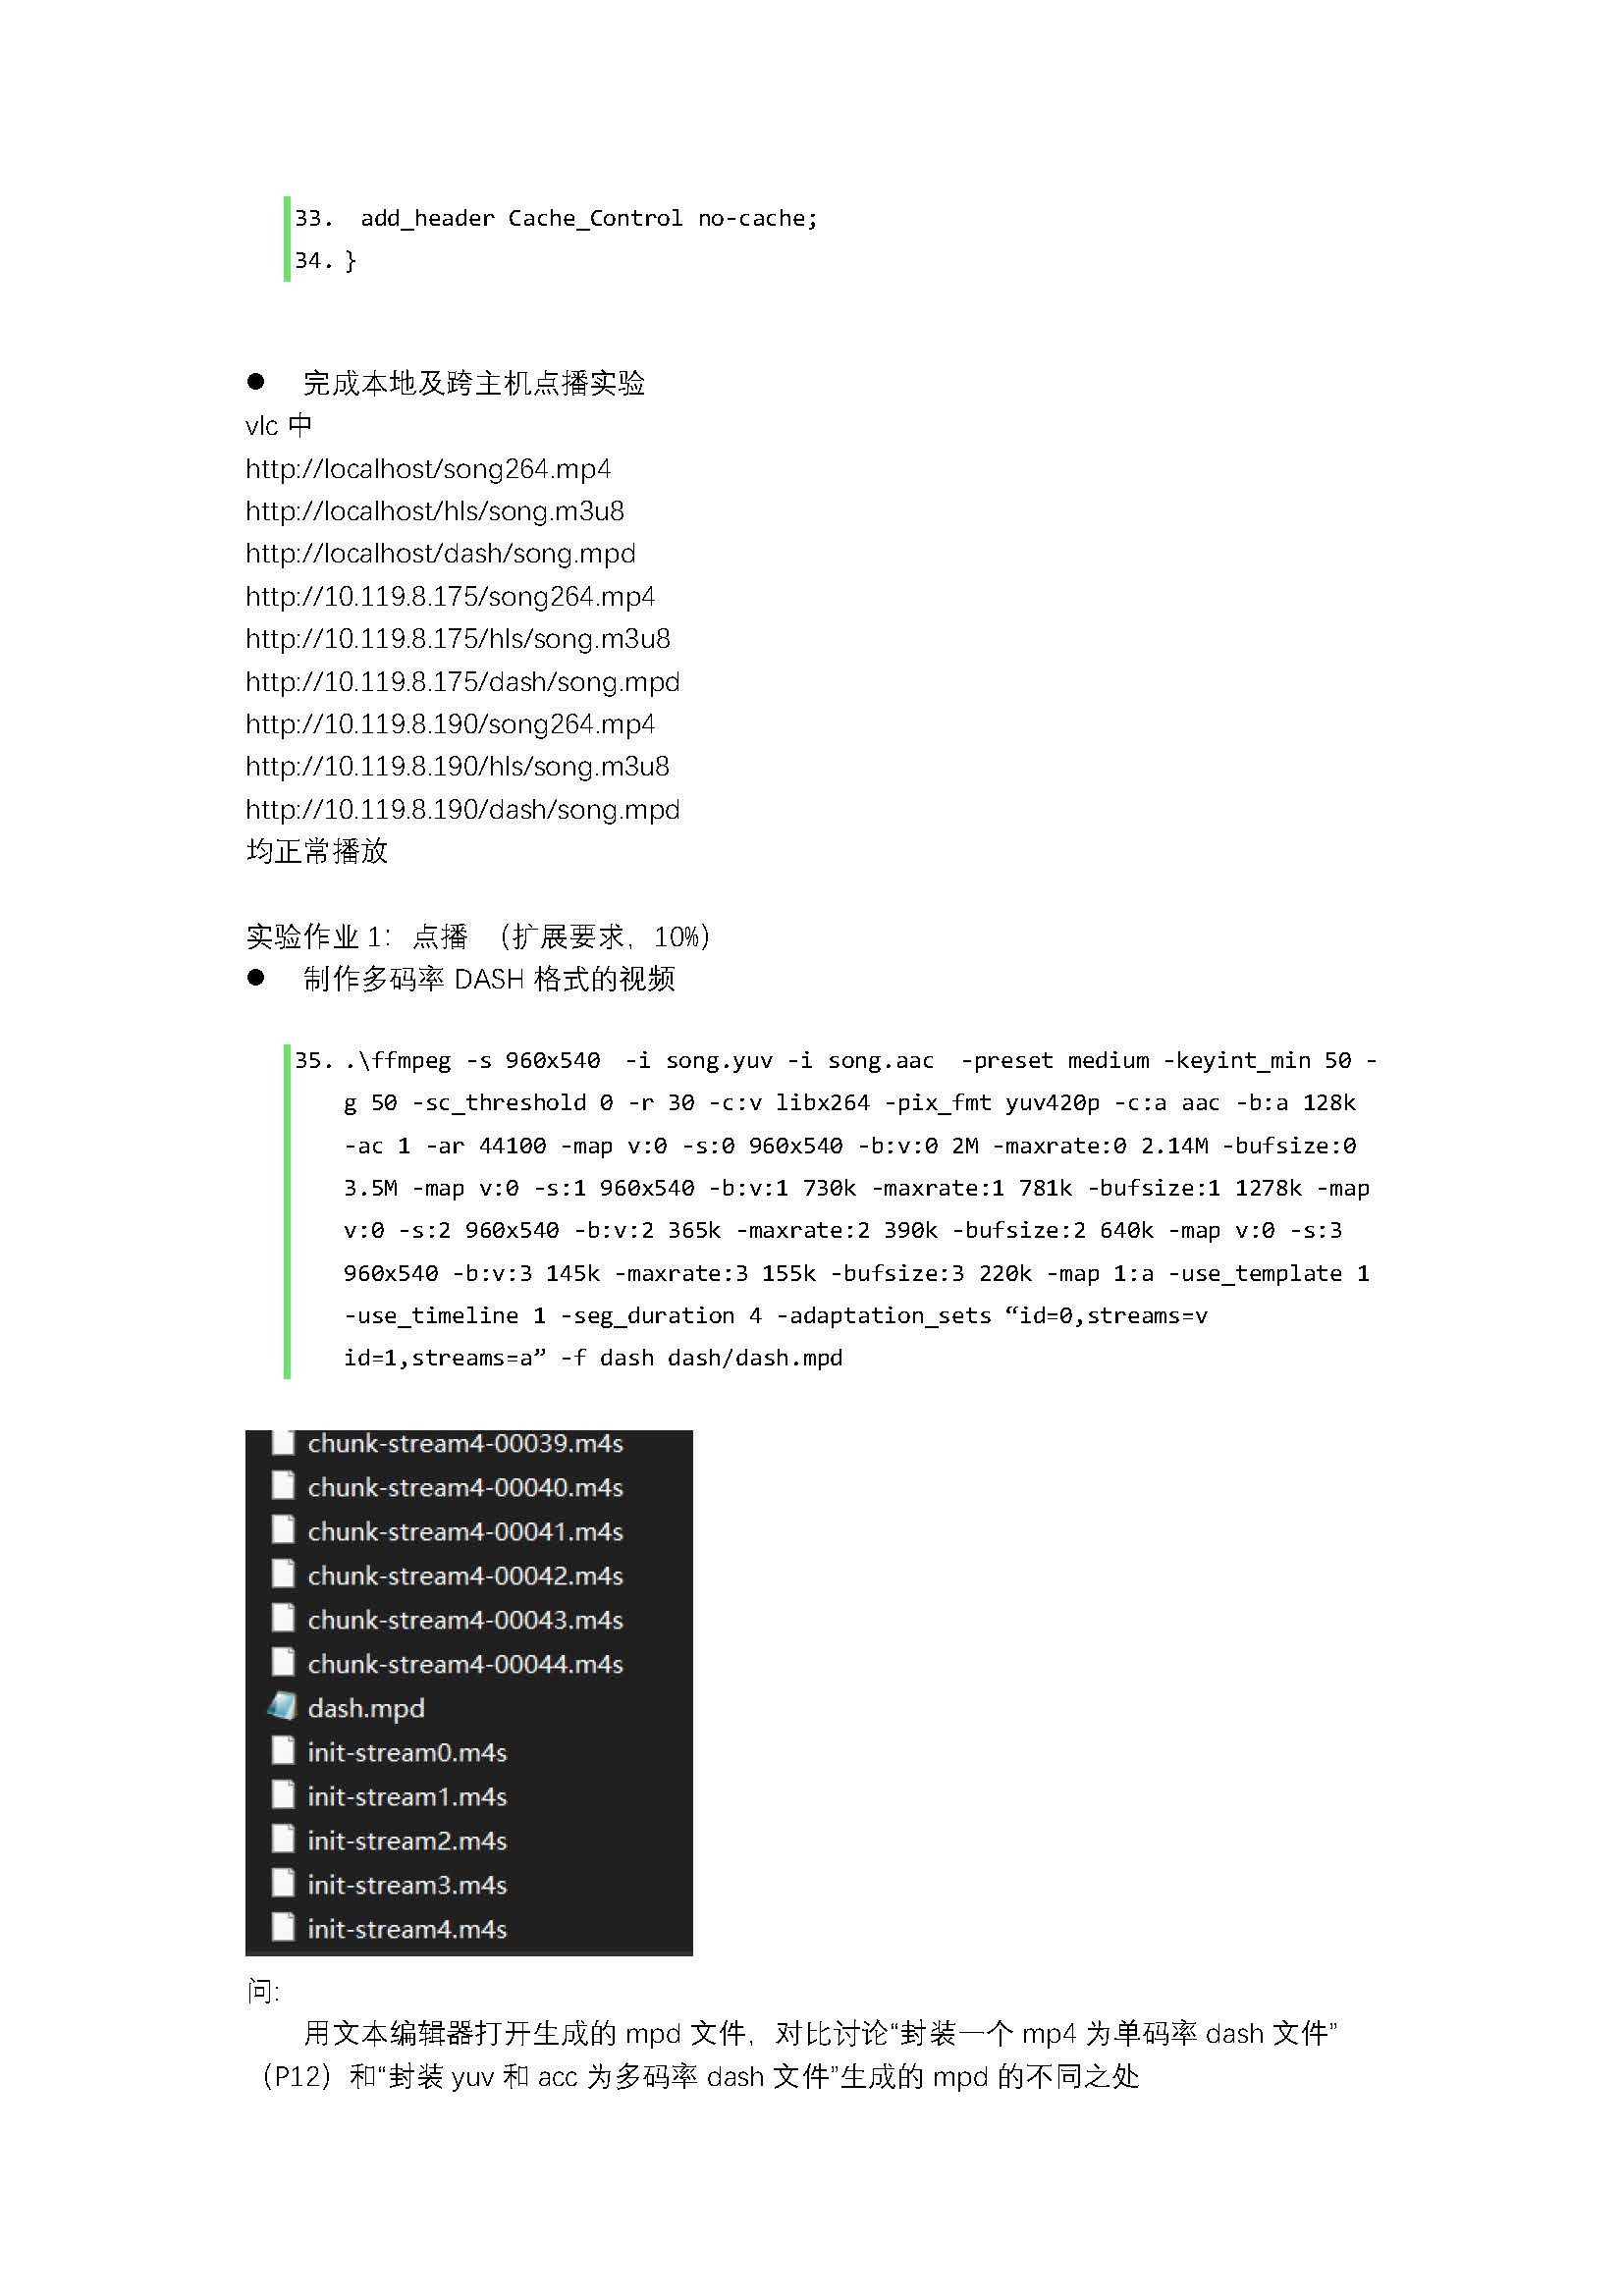 33. add_header Cache_Control no-cache;
34. }
● 完成本地及跨主机点播实验
vlc 中
http://localhost/song264.mp4
http://localhost/hls/song.m3u8
http://localhost/dash/song.mpd
http://10.119.8.175/song264.mp4
http://10.119.8.175/hls/song.m3u8
http://10.119.8.175/dash/song.mpd
http://10.119.8.190/song264.mp4
http://10.119.8.190/hls/song.m3u8
http://10.119.8.190/dash/song.mpd
均正常播放
实验作业 1：点播 （扩展要求，10%）
● 制作多码率 DASH 格式的视频
35. .\ffmpeg -s 960x540 -i song.yuv -i song.aac -preset medium -keyint_min 50 -
g 50 -sc_threshold 0 -r 30 -c:v libx264 -pix_fmt yuv420p -c:a aac -b:a 128k
-ac 1 -ar 44100 -map v:0 -s:0 960x540 -b:v:0 2M -maxrate:0 2.14M -bufsize:0
3.5M -map v:0 -s:1 960x540 -b:v:1 730k -maxrate:1 781k -bufsize:1 1278k -map
v:0 -s:2 960x540 -b:v:2 365k -maxrate:2 390k -bufsize:2 640k -map v:0 -s:3
960x540 -b:v:3 145k -maxrate:3 155k -bufsize:3 220k -map 1:a -use_template 1
-use_timeline 1 -seg_duration 4 -adaptation_sets “id=0,streams=v
id=1,streams=a” -f dash dash/dash.mpd
chunk-stream4-00039.m4s
chunk-stream4-00040.m4s
chunk-stream4-00041.m4s
chunk-stream4-00042.m4s
chunk-stream4-00043.m4s
chunk-stream4-00044.m4s
dash.mpd
init-stream0.m4s
init-stream1.m4s
init-stream2.m4s
init-stream3.m4s
init-stream4.m4s
问：
用文本编辑器打开生成的 mpd 文件，对比讨论“封装一个 mp4 为单码率 dash 文件”
（P12）和“封装 yuv 和 acc 为多码率 dash 文件”生成的 mpd 的不同之处